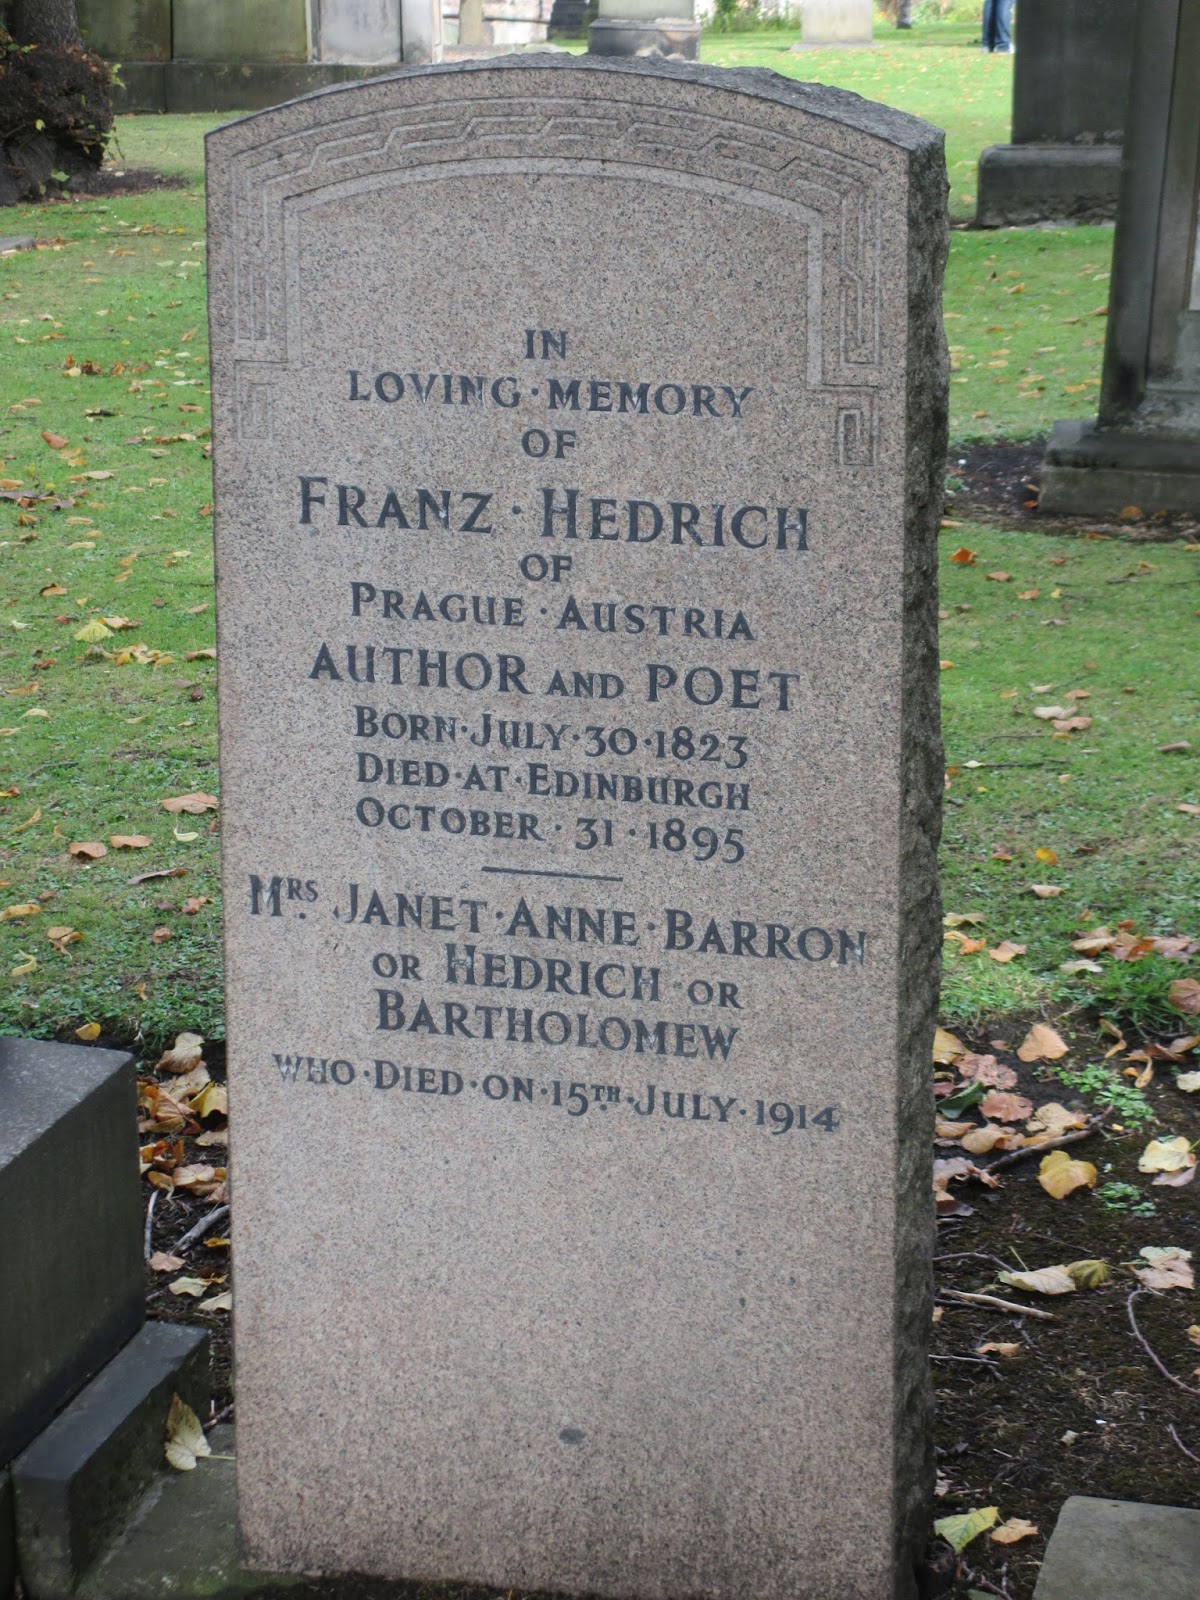 IN
LOVING·MEMORY
OF
FRANZ·HEDRICH
OF
PRAGUE·AUSTRIA
AUTHOR AND POET
BORN·JULY·30·1823
DIED·AT·EDINBURGH
OCTOBER·31·1895
MRS. JANET·ANNE·BARRON
OR HEDRICH OR
BARTHOLOMEW
WHO·DIED·ON·15TH·JULY·1914